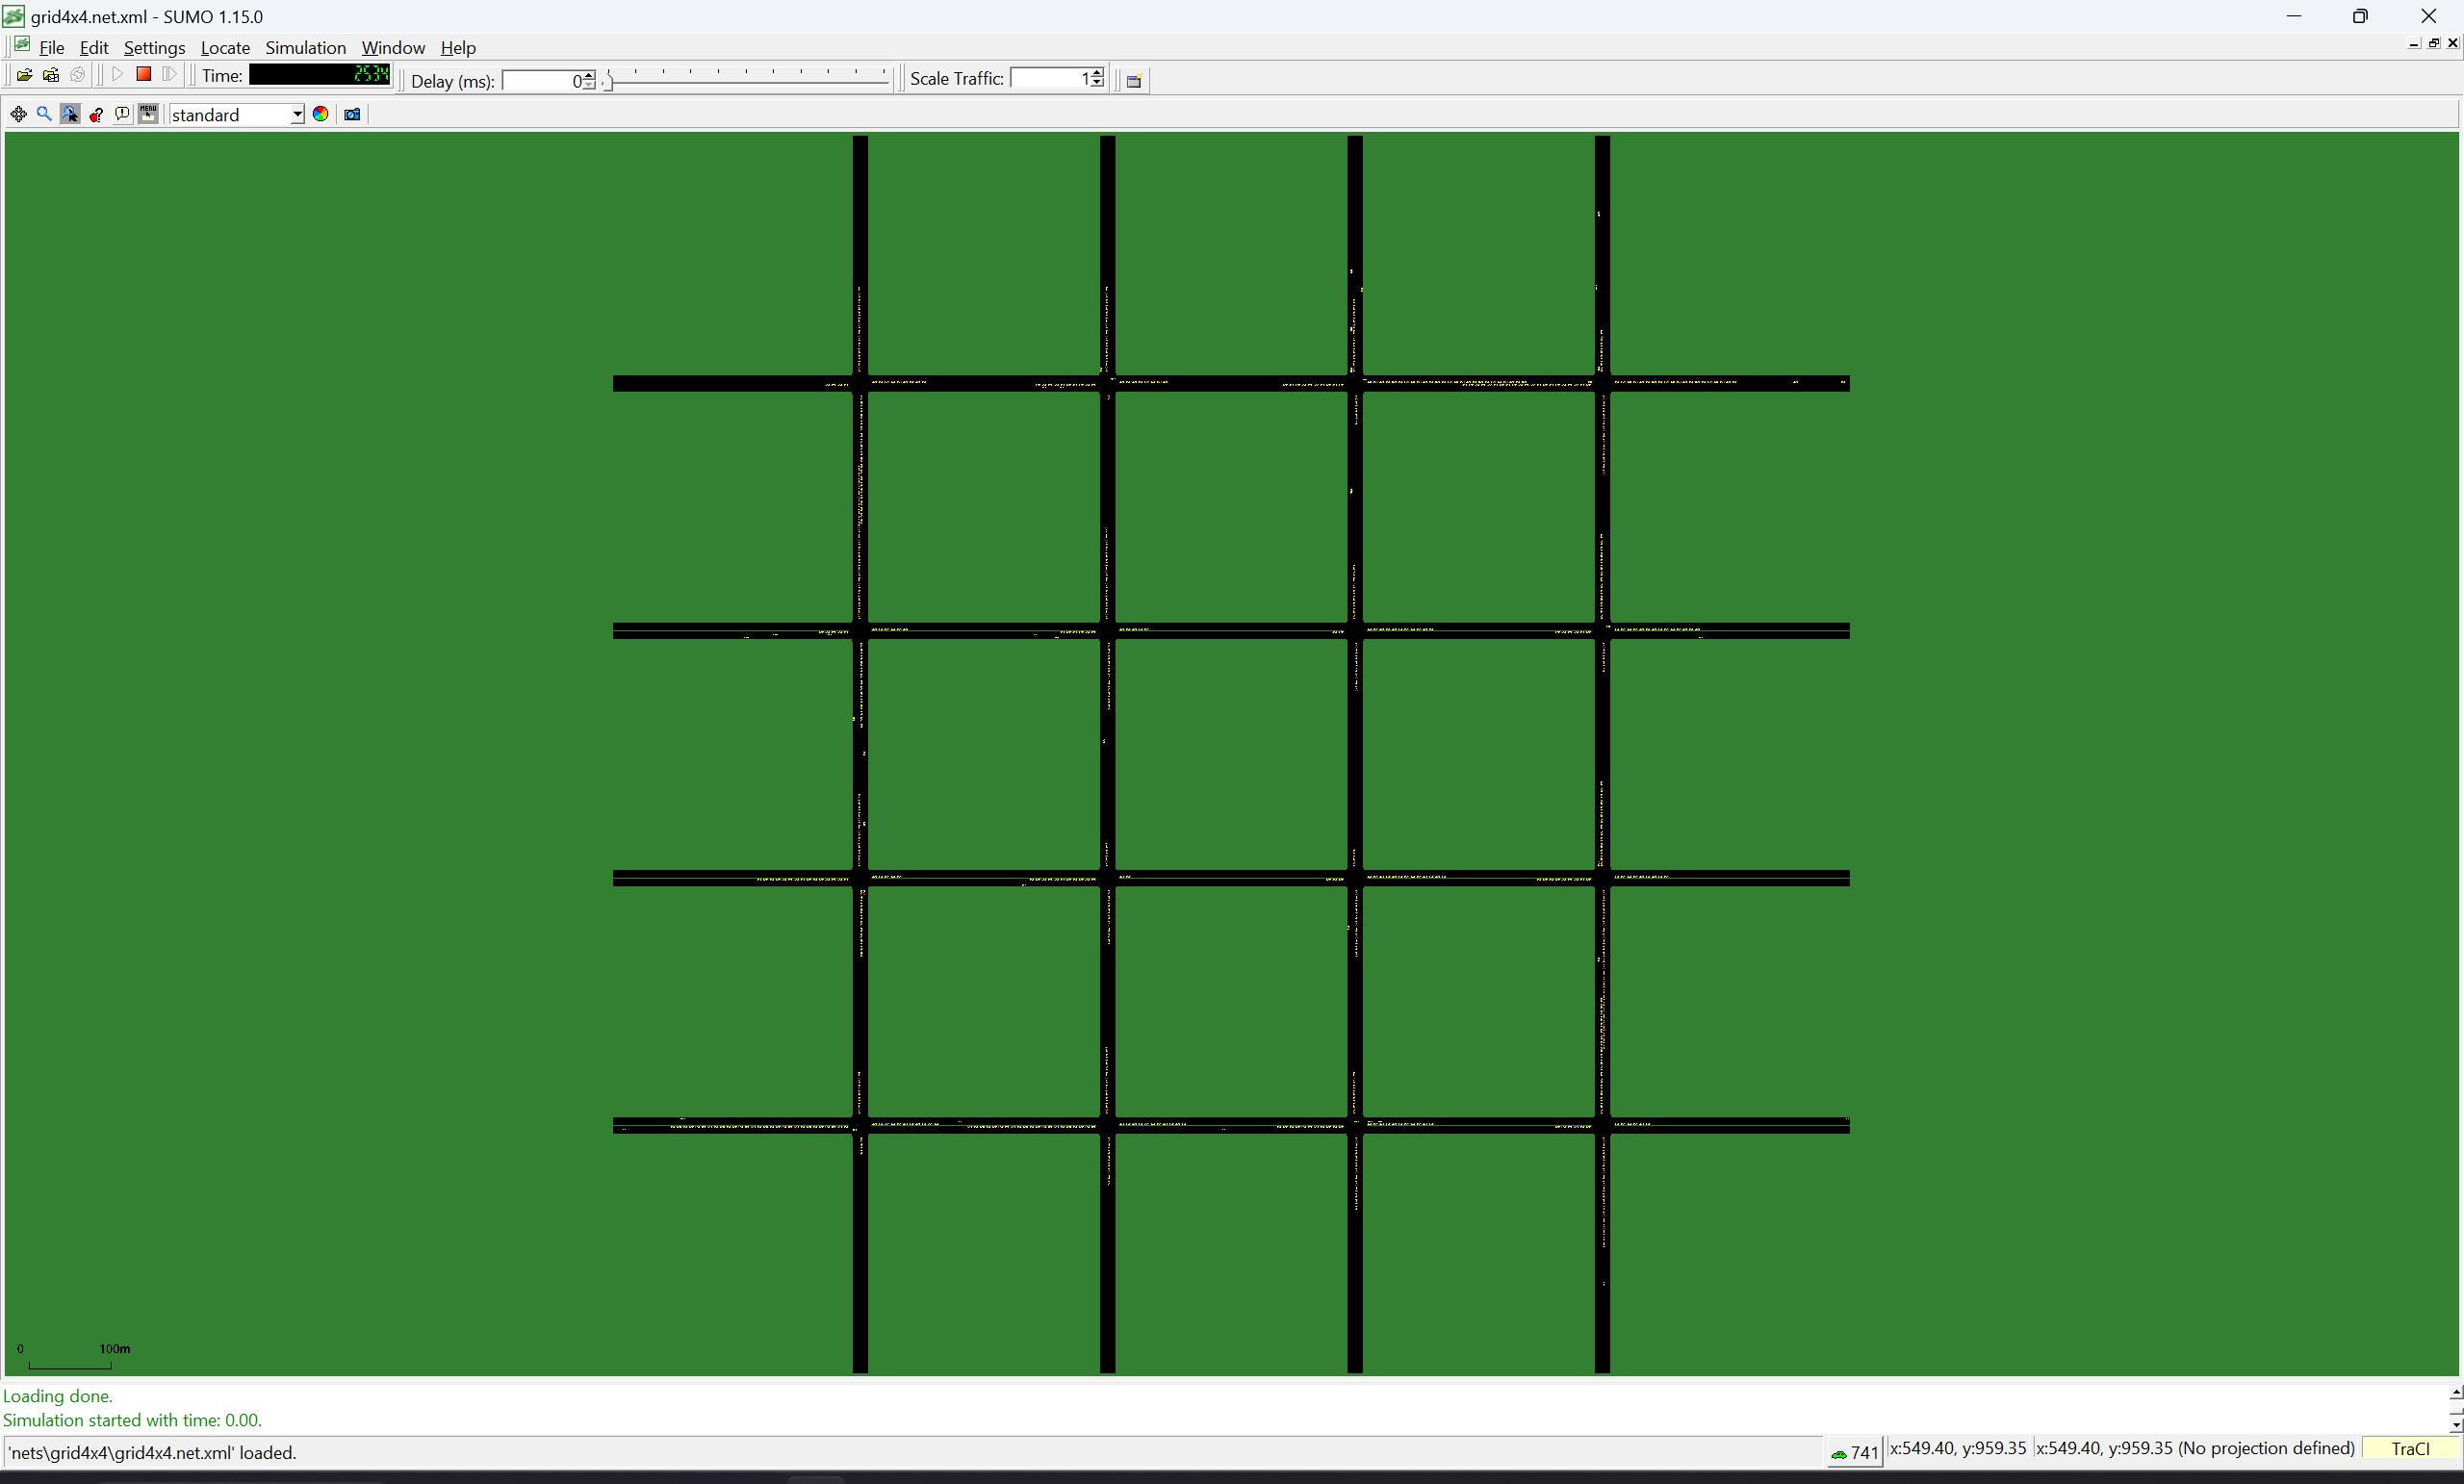 grid4x4.net.xml - SUMO 1.15.0
File Edit Settings Locate Simulation Window Help
Time: 2534 Delay (ms): 0 Scale Traffic: 1
MENU standard
0 100m
Loading done.
Simulation started with time: 0.00.
'nets\grid4x4\grid4x4.net.xml' loaded. 741 x:549.40, y:959.35 x:549.40, y:959.35 (No projection defined) TraCI